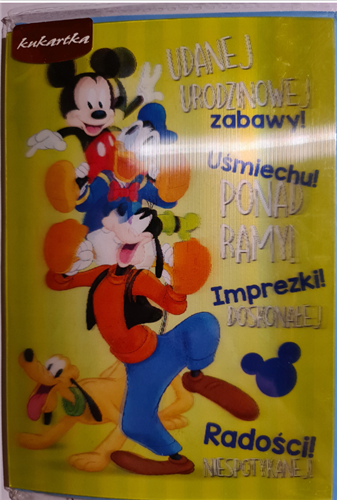 kukartka
UDANEJ
URODZINOWEJ
zabawy!
Uśmiechu!
PONAD
RAMY!
Imprezki!
DOSKONAŁEJ
Radości!
NIESPOTYKANEJ